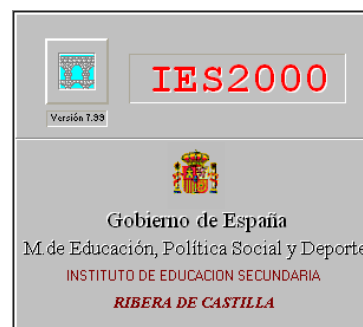 IES2000
Versión 7.99
Gobierno de España
M.de Educación, Política Social y Deporte
INSTITUTO DE EDUCACION SECUNDARIA
RIBERA DE CASTILLA